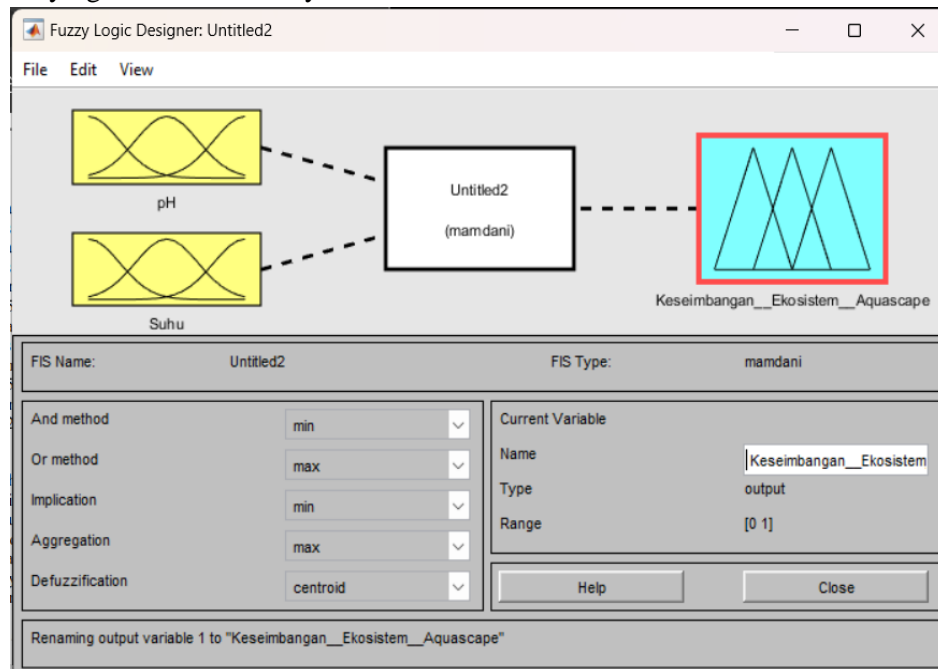 Fuzzy Logic Designer: Untitled2
File Edit View
pH
Suhu
Untitled2
(mamdani)
Keseimbangan__Ekosistem__Aquascape
FIS Name: Untitled2 FIS Type: mamdani
And method min
Or method max
Implication min
Aggregation max
Defuzzification centroid
Current Variable
Name Keseimbangan__Ekosistem
Type output
Range [0 1]
Help Close
Renaming output variable 1 to "Keseimbangan__Ekosistem__Aquascape"